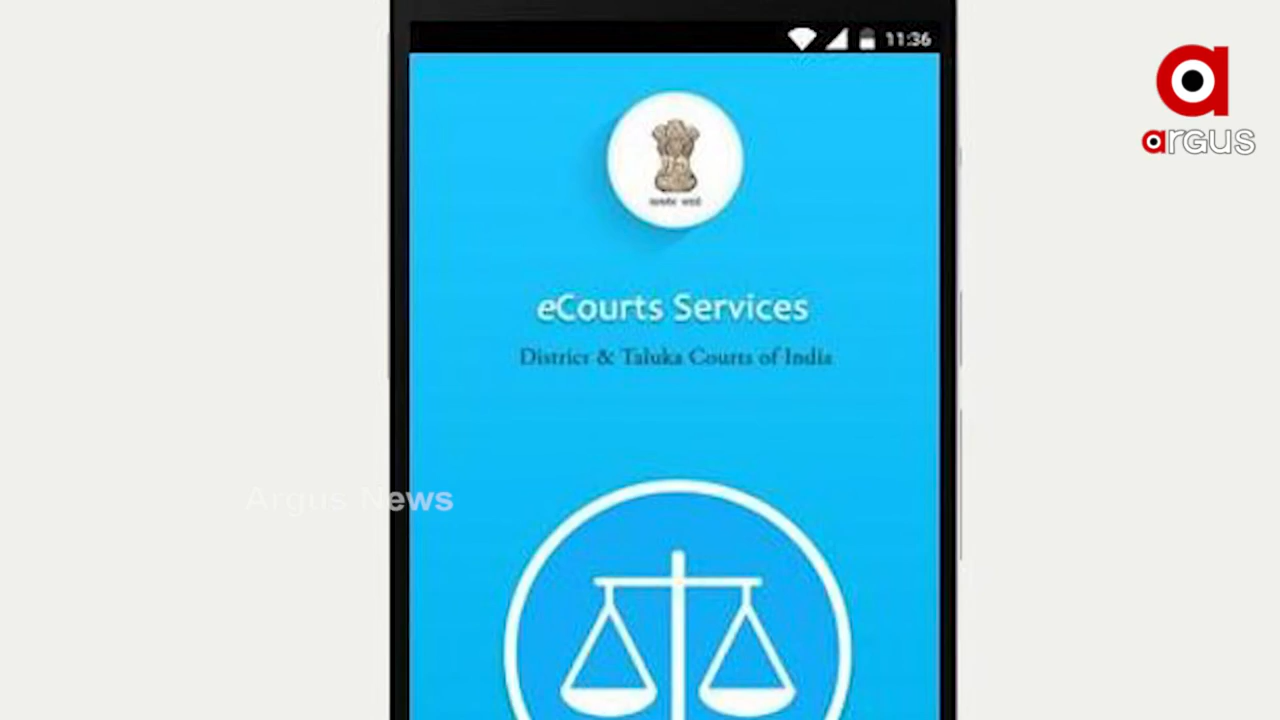 11:36
argus
eCourts Services
District & Taluka Courts of India
Argus News